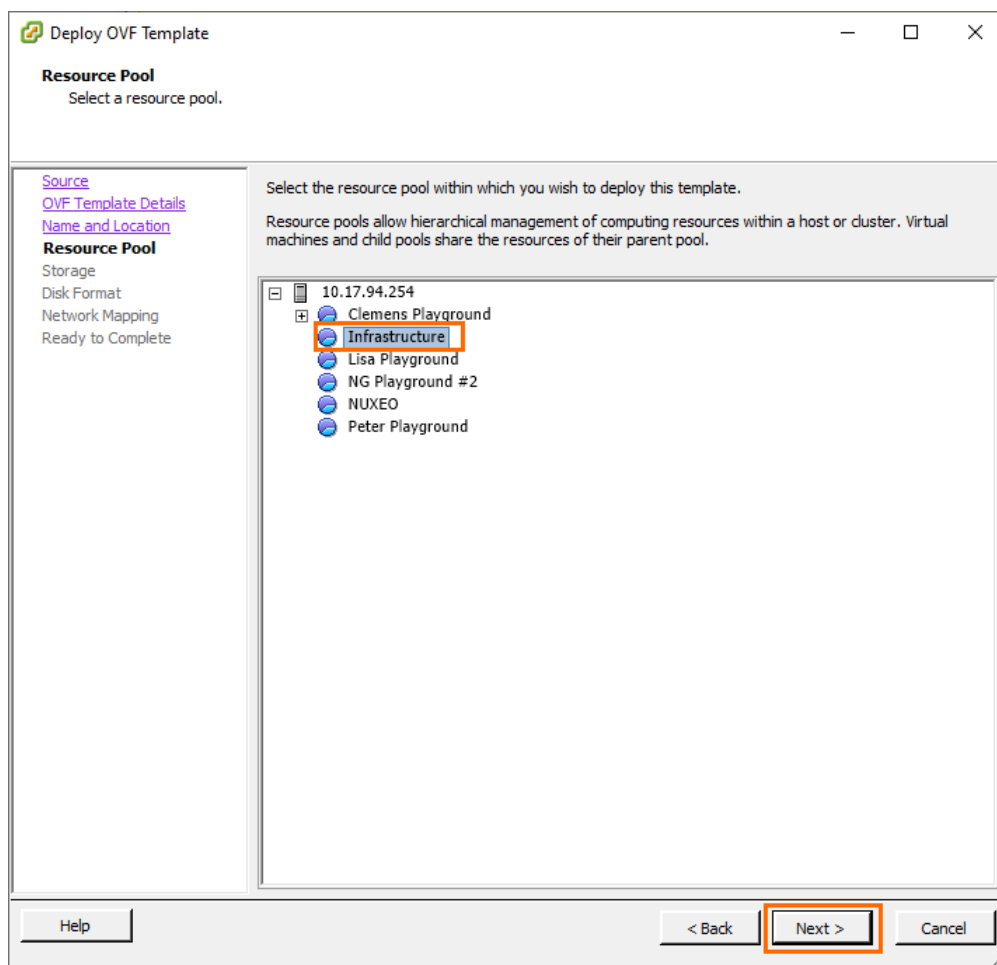 Deploy OVF Template
Resource Pool
Select a resource pool.
Source
OVF Template Details
Name and Location
Resource Pool
Storage
Disk Format
Network Mapping
Ready to Complete
Select the resource pool within which you wish to deploy this template.
Resource pools allow hierarchical management of computing resources within a host or cluster. Virtual
machines and child pools share the resources of their parent pool.
10.17.94.254
Clemens Playground
Infrastructure
Lisa Playground
NG Playground #2
NUXEO
Peter Playground
Help
< Back
Next >
Cancel